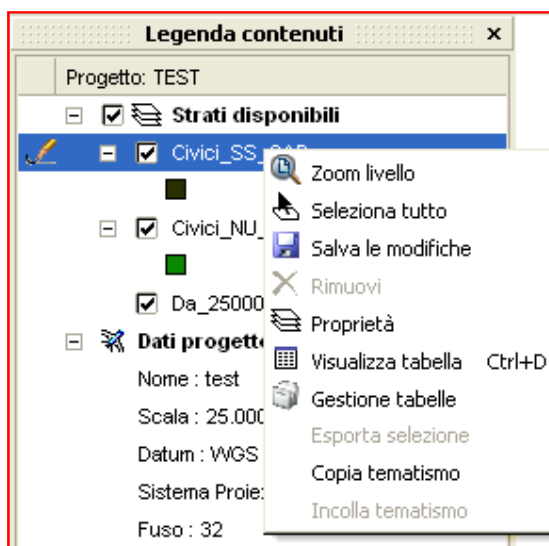 Legenda contenuti
Progetto: TEST
Strati disponibili
Civici_SS_
Zoom livello
Seleziona tutto
Civici_NU_
Salva le modifiche
Rimuovi
Da_25000
Proprietà
Dati progetto
Visualizza tabella Ctrl+D
Nome : test
Gestione tabelle
Scala : 25.000
Esporta selezione
Datum : WGS
Copia tematismo
Sistema Proie
Incolla tematismo
Fuso : 32